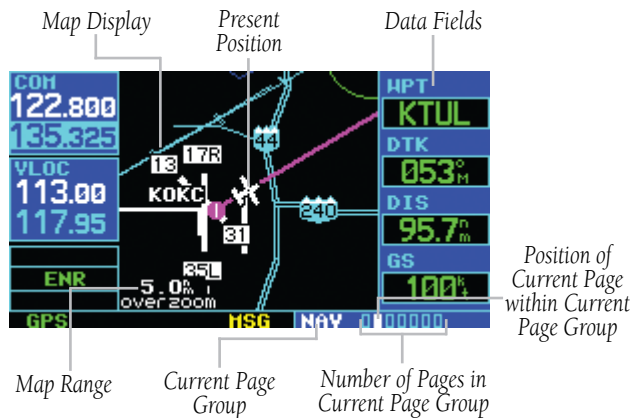 Map Display
Present
Position
Data Fields
COM
122.800
135.325
VLOC
113.00
117.95
ENR
GPS
13
17R
KOKC
31
35L
44
240
5.0nm
overzoom
MSG
NAV
WPT
KTUL
DTK
053°M
DIS
95.7nm
GS
100kt
Position of
Current Page
within Current
Page Group
Map Range
Current Page
Group
Number of Pages in
Current Page Group